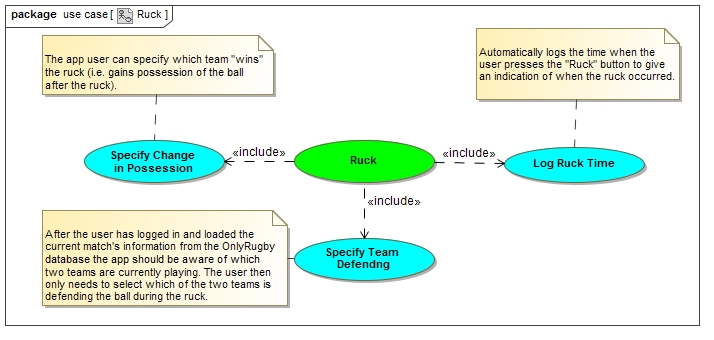 package use case [ Ruck ]
The app user can specify which team "wins"
the ruck (i.e. gains possession of the ball
after the ruck).
Automatically logs the time when the
user presses the "Ruck" button to give
an indication of when the ruck occurred.
Specify Change
in Possession
«include»
Ruck
«include»
Log Ruck Time
«include»
After the user has logged in and loaded the
current match's information from the OnlyRugby
database the app should be aware of which
two teams are currently playing. The user then
only needs to select which of the two teams is
defending the ball during the ruck.
Specify Team
Defendng